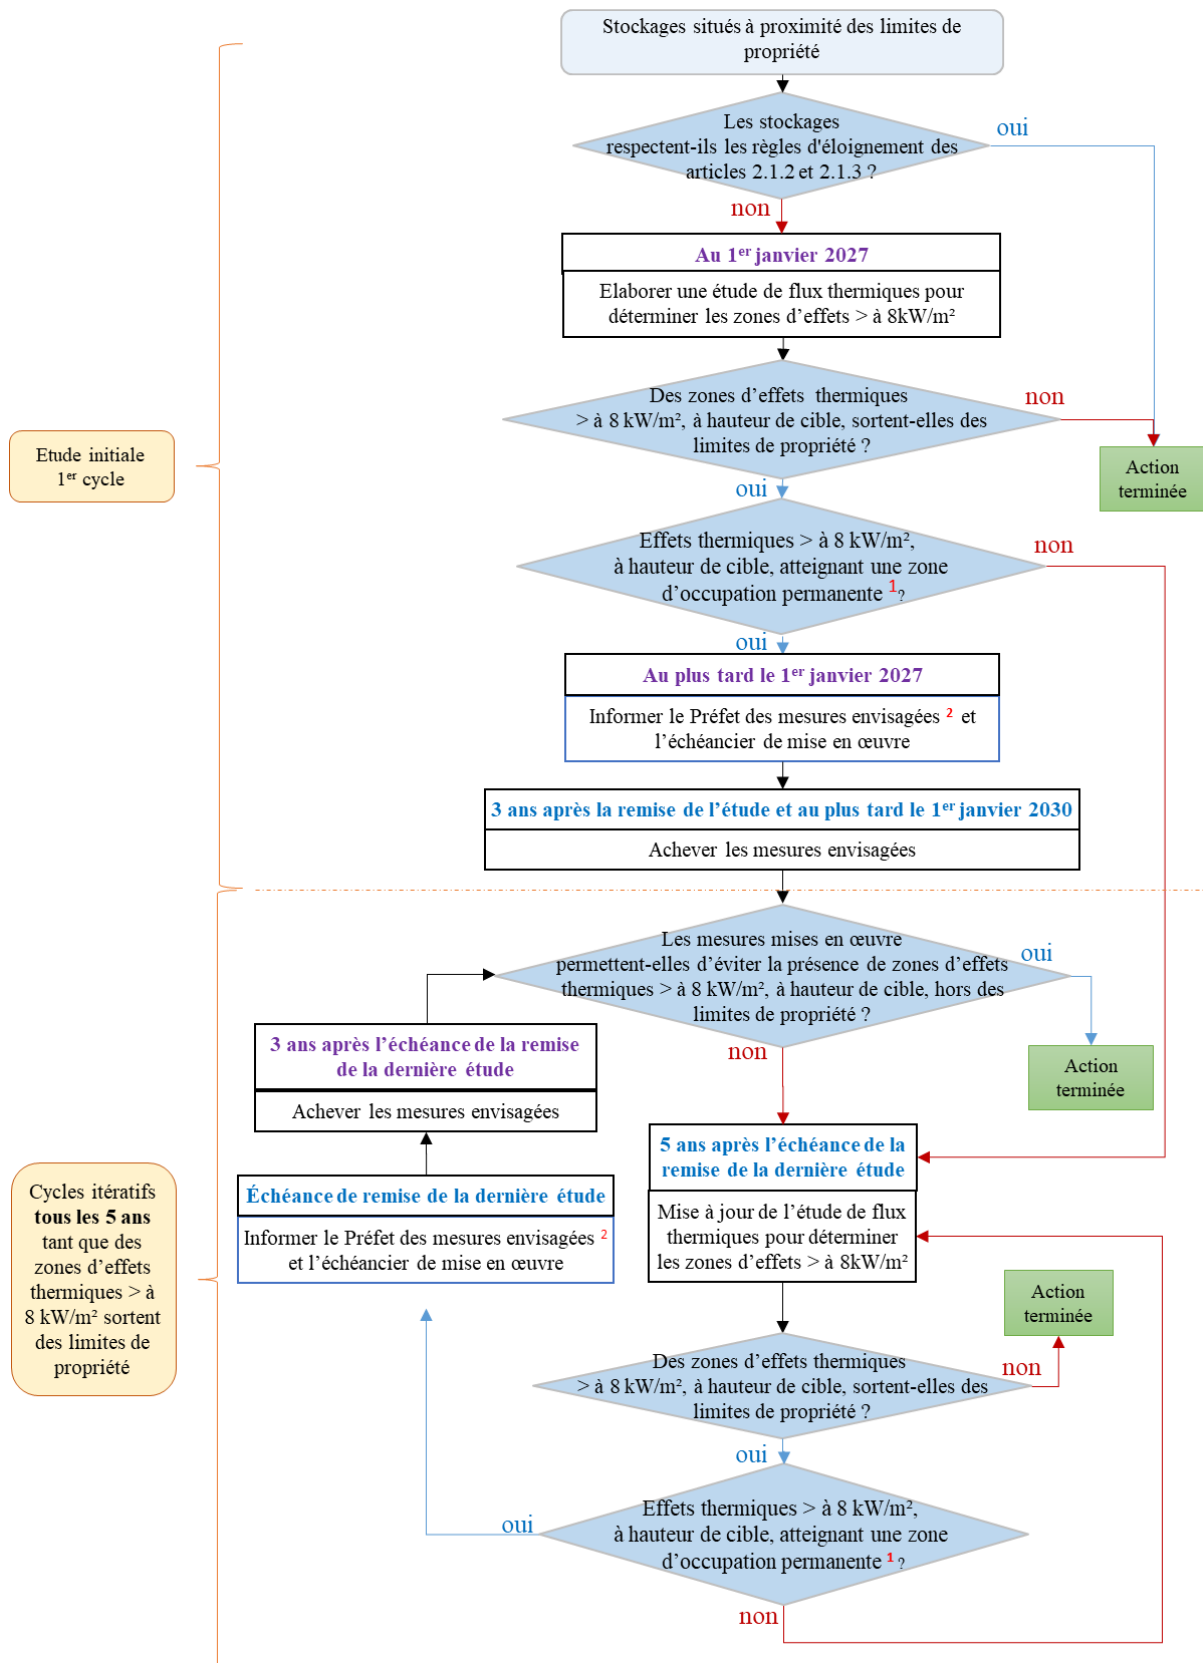 Stockages situés à proximité des limites de
propriété
Les stockages
respectent-ils les règles d'éloignement des
articles 2.1.2 et 2.1.3 ?
oui
non
Au 1er janvier 2027
Elaborer une étude de flux thermiques pour
déterminer les zones d’effets > à 8kW/m²
Des zones d’effets thermiques
> à 8 kW/m², à hauteur de cible, sortent-elles des
limites de propriété ?
non
Etude initiale
1er cycle
Action
terminée
oui
Effets thermiques > à 8 kW/m²,
à hauteur de cible, atteignant une zone
d’occupation permanente 1?
non
oui
Au plus tard le 1er janvier 2027
Informer le Préfet des mesures envisagées 2 et
l’échéancier de mise en œuvre
3 ans après la remise de l’étude et au plus tard le 1er janvier 2030
Achever les mesures envisagées
Les mesures mises en œuvre
permettent-elles d’éviter la présence de zones d’effets
thermiques > à 8 kW/m², à hauteur de cible, hors des
limites de propriété ?
oui
non
Action
terminée
3 ans après l’échéance de la remise
de la dernière étude
Achever les mesures envisagées
5 ans après l’échéance de la
remise de la dernière étude
Mise à jour de l’étude de flux
thermiques pour déterminer
les zones d’effets > à 8kW/m²
Échéance de remise de la dernière étude
Informer le Préfet des mesures envisagées 2
et l’échéancier de mise en œuvre
Cycles itératifs
tous les 5 ans
tant que des
zones d’effets
thermiques > à
8 kW/m² sortent
des limites de
propriété
Action
terminée
Des zones d’effets thermiques
> à 8 kW/m², à hauteur de cible, sortent-elles des
limites de propriété ?
non
oui
Effets thermiques > à 8 kW/m²,
à hauteur de cible, atteignant une zone
d’occupation permanente 1 ?
oui
non